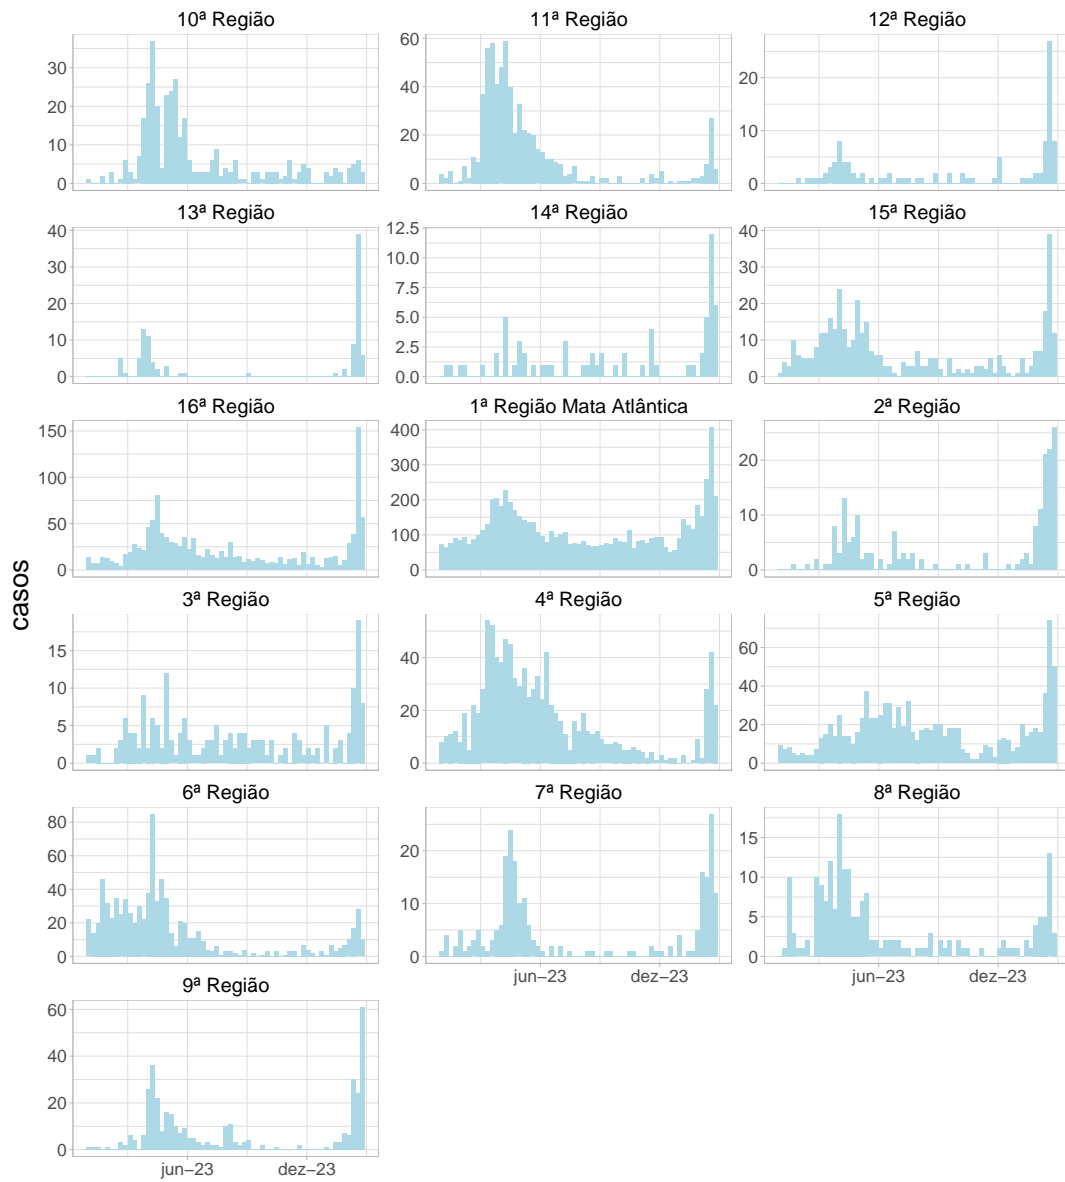 10ª Região
11ª Região
12ª Região
30
20
10
0
60
40
20
0
20
10
0
13ª Região
14ª Região
15ª Região
40
30
20
10
0
12.5
10.0
7.5
5.0
2.5
0.0
40
30
20
10
0
16ª Região
1ª Região Mata Atlântica
2ª Região
150
100
50
0
400
300
200
100
0
20
10
0
casos
3ª Região
4ª Região
5ª Região
15
10
5
0
40
20
0
60
40
20
0
6ª Região
7ª Região
8ª Região
80
60
40
20
0
20
10
0
15
10
5
0
jun−23
dez−23
jun−23
dez−23
9ª Região
60
40
20
0
jun−23
dez−23